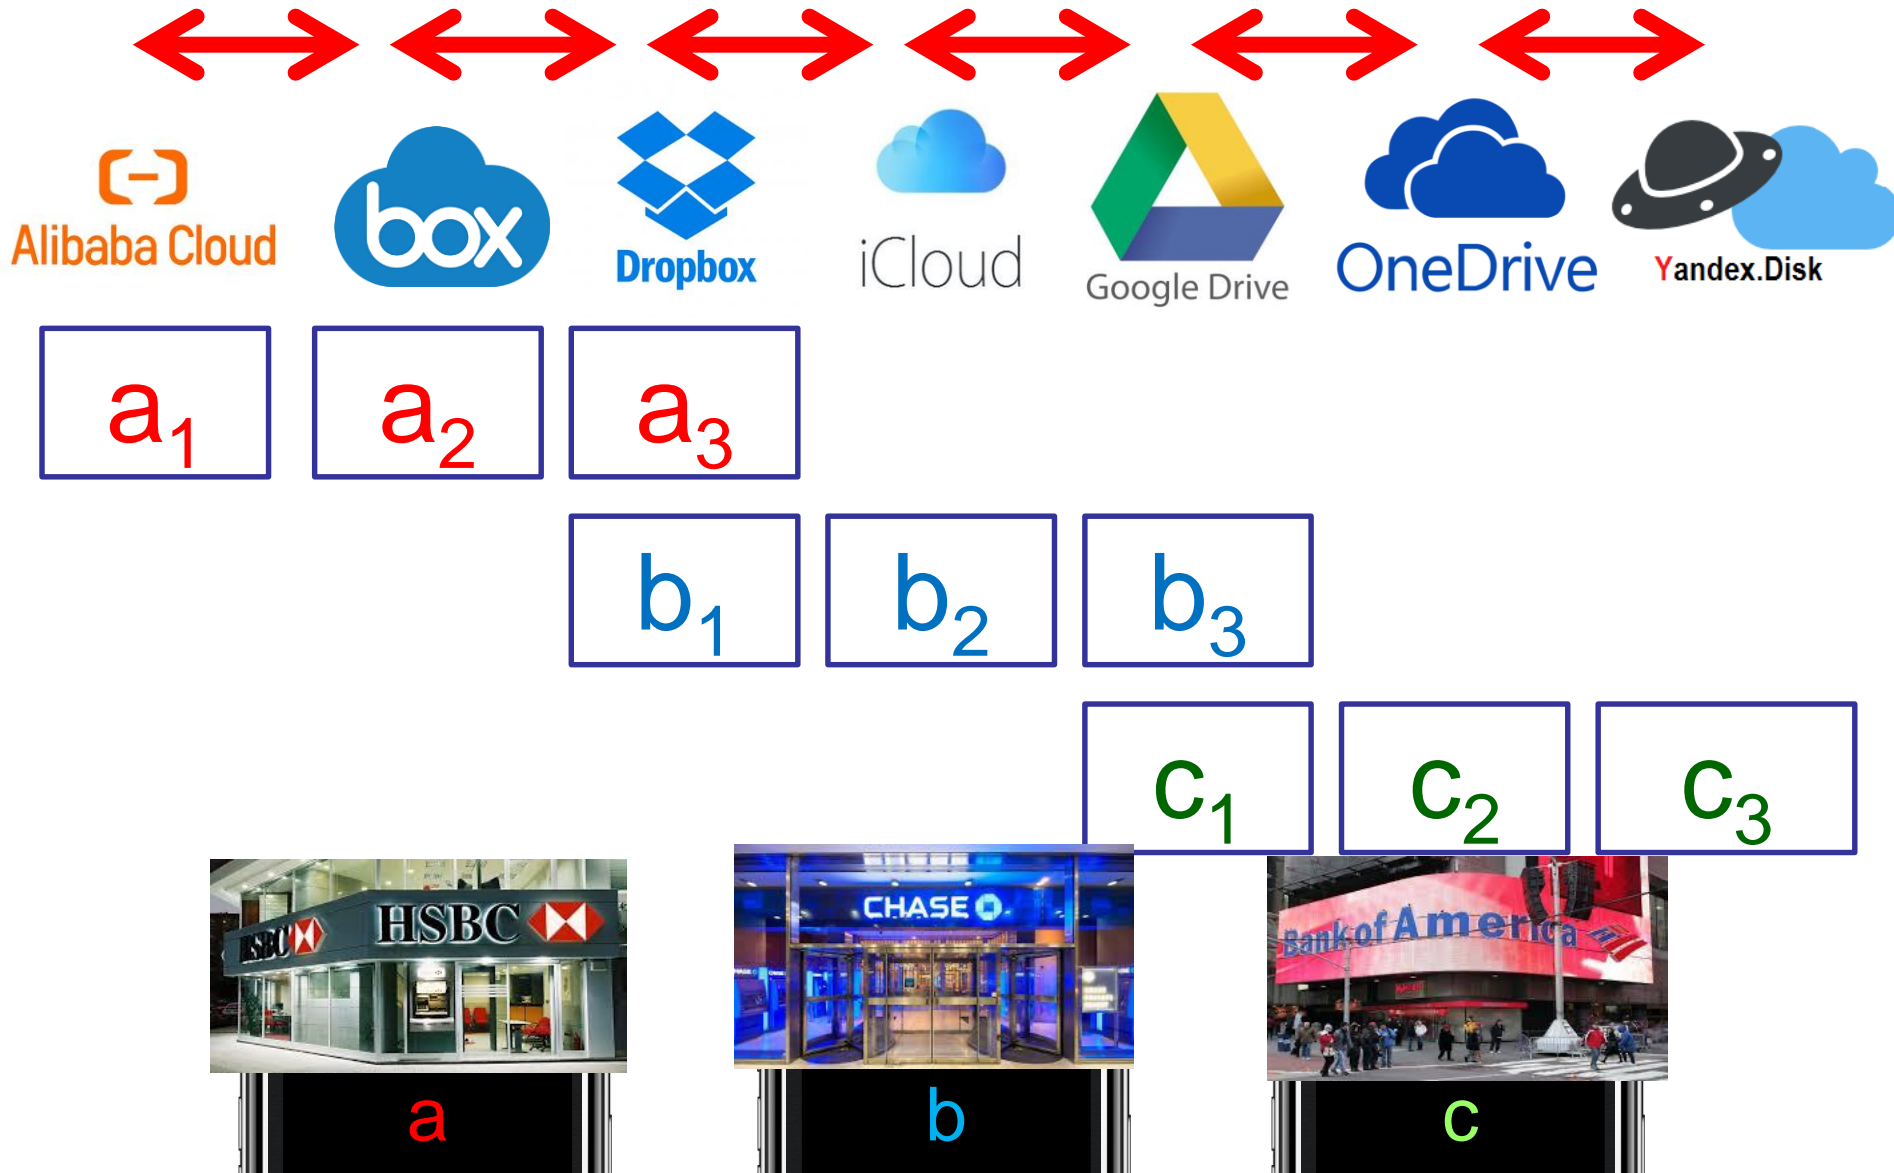 Alibaba Cloud
box
Dropbox
iCloud
Google Drive
OneDrive
Yandex.Disk
a1 a2 a3
b1 b2 b3
c1 c2 c3
HSBC
HSBC
CHASE
Bank of America
a b c